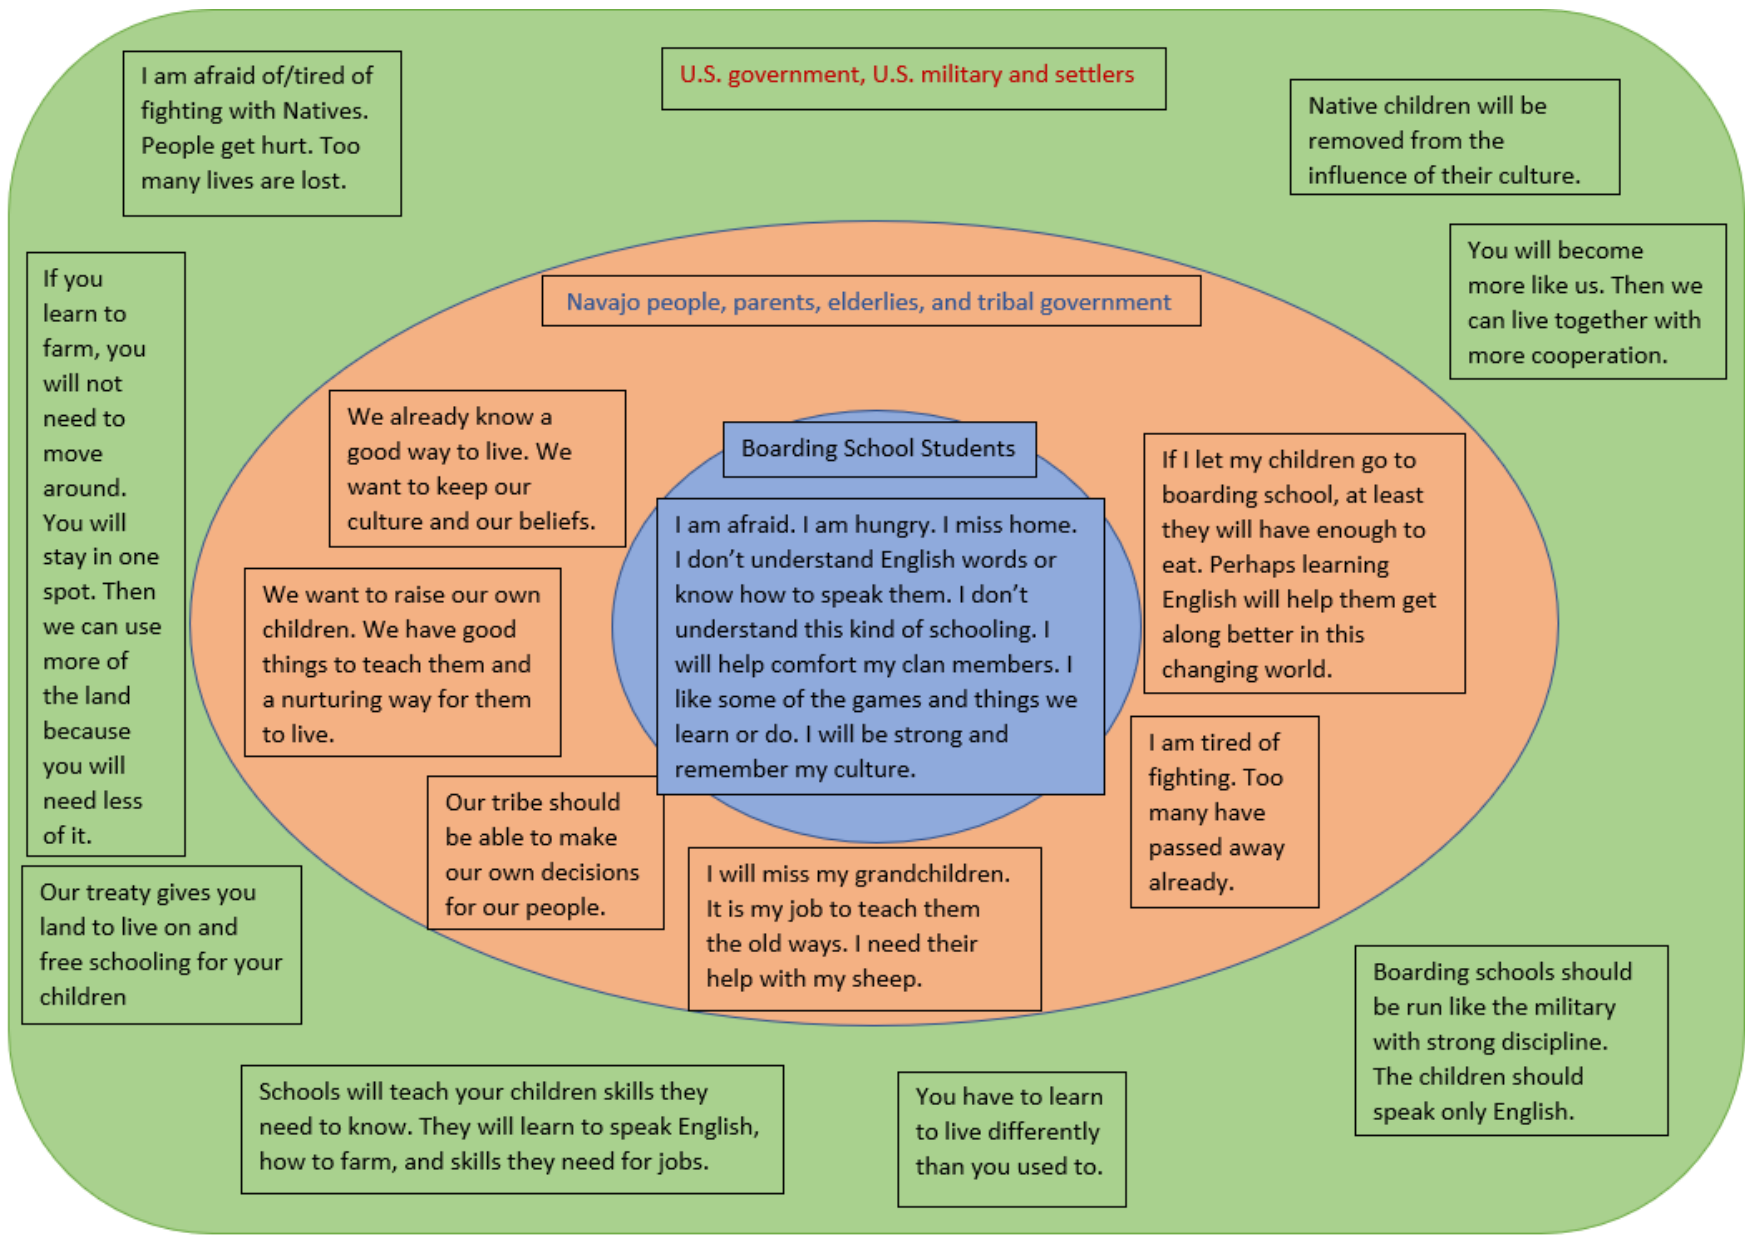 I am afraid of/tired of
fighting with Natives.
People get hurt. Too
many lives are lost.
U.S. government, U.S. military and settlers
Native children will be
removed from the
influence of their culture.
You will become
more like us. Then we
can live together with
more cooperation.
If you
learn to
farm, you
will not
need to
move
around.
You will
stay in one
spot. Then
we can use
more of
the land
because
you will
need less
of it.
Navajo people, parents, elderlies, and tribal government
We already know a
good way to live. We
want to keep our
culture and our beliefs.
Boarding School Students
I am afraid. I am hungry. I miss home.
I don’t understand English words or
know how to speak them. I don’t
understand this kind of schooling. I
will help comfort my clan members. I
like some of the games and things we
learn or do. I will be strong and
remember my culture.
If I let my children go to
boarding school, at least
they will have enough to
eat. Perhaps learning
English will help them get
along better in this
changing world.
We want to raise our own
children. We have good
things to teach them and
a nurturing way for them
to live.
I am tired of
fighting. Too
many have
passed away
already.
Our tribe should
be able to make
our own decisions
for our people.
I will miss my grandchildren.
It is my job to teach them
the old ways. I need their
help with my sheep.
Our treaty gives you
land to live on and
free schooling for your
children
Boarding schools should
be run like the military
with strong discipline.
The children should
speak only English.
Schools will teach your children skills they
need to know. They will learn to speak English,
how to farm, and skills they need for jobs.
You have to learn
to live differently
than you used to.